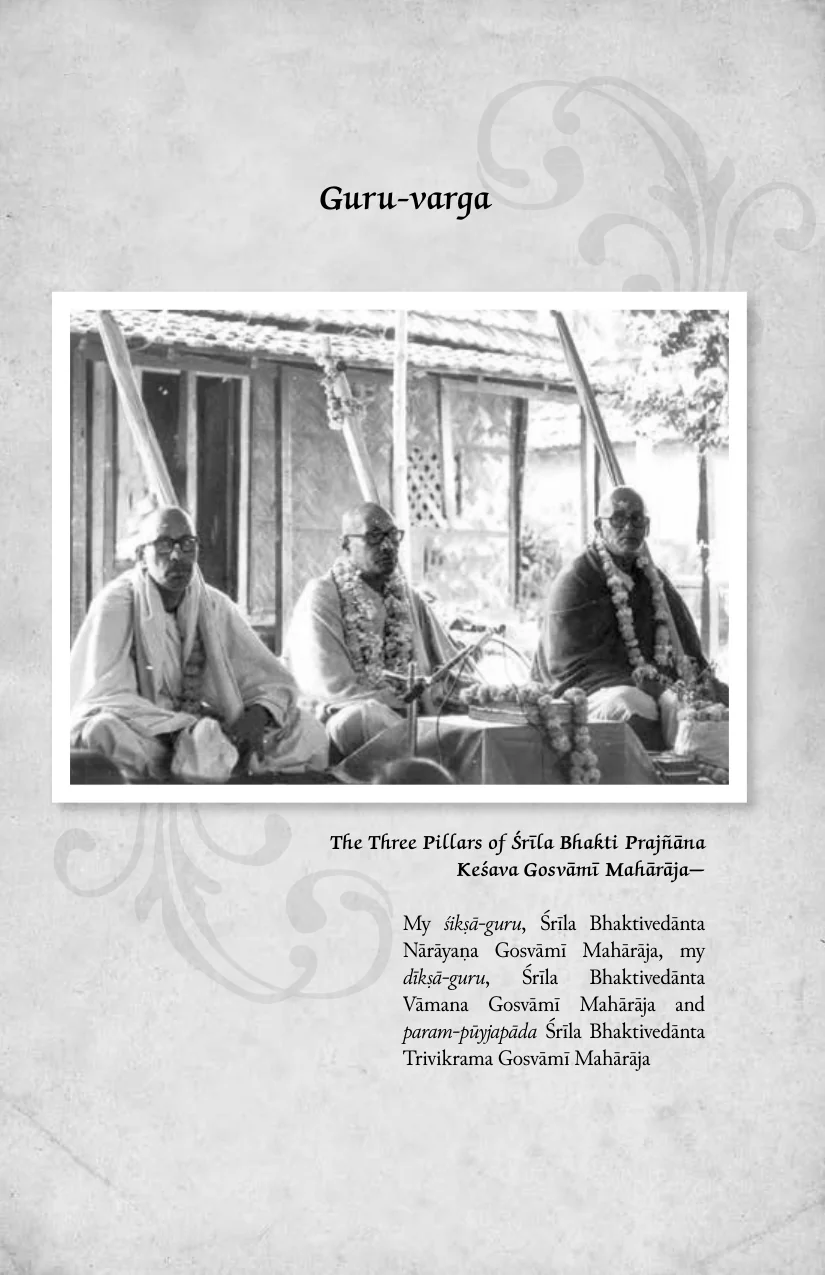 Guru-varga
The Three Pillars of Śrīla Bhakti Prajñāna
Keśava Gosvāmī Mahārāja—
My śikṣā-guru, Śrīla Bhaktivedānta
Nārāyaṇa Gosvāmī Mahārāja, my
dīkṣā-guru, Śrīla Bhaktivedānta
Vāmana Gosvāmī Mahārāja and
param-pūyjapāda Śrīla Bhaktivedānta
Trivikrama Gosvāmī Mahārāja